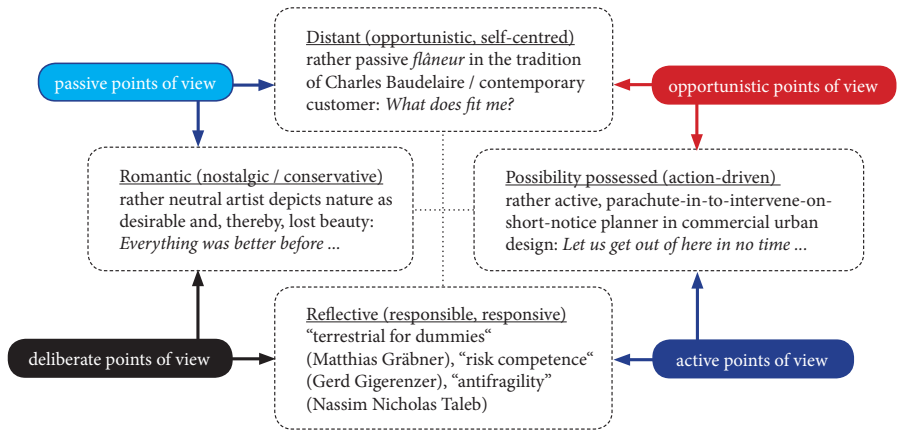 Distant (opportunistic, self-centred)
rather passive flâneur in the tradition
of Charles Baudelaire / contemporary
customer: What does fit me?
passive points of view
opportunistic points of view
Romantic (nostalgic / conservative)
rather neutral artist depicts nature as
desirable and, thereby, lost beauty:
Everything was better before ...
Possibility possessed (action-driven)
rather active, parachute-in-to-intervene-on-
short-notice planner in commercial urban
design: Let us get out of here in no time ...
Reflective (responsible, responsive)
“terrestrial for dummies“
(Matthias Gräbner), “risk competence“
(Gerd Gigerenzer), “antifragility”
(Nassim Nicholas Taleb)
deliberate points of view
active points of view